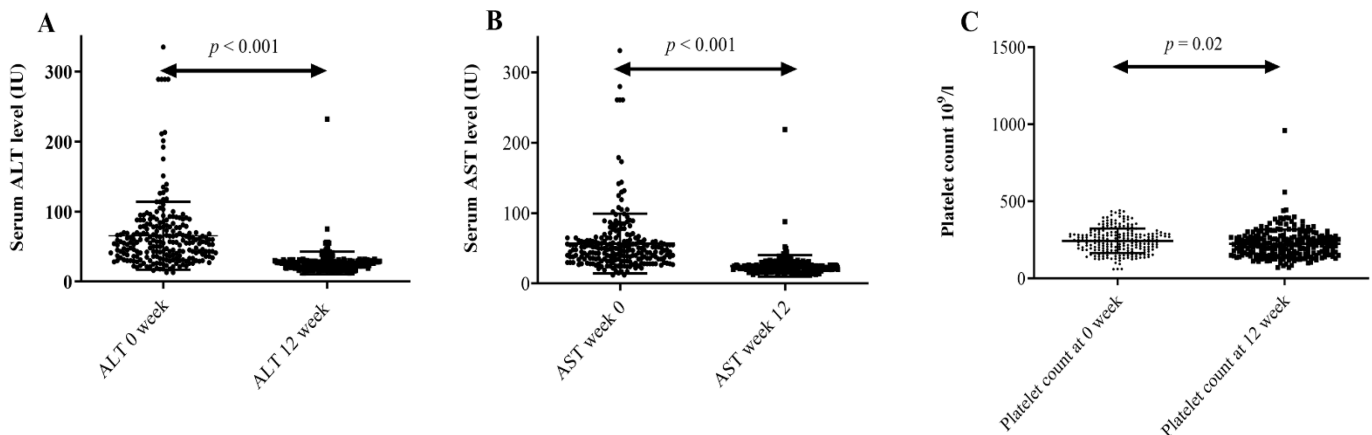 A
p < 0.001
Serum ALT level (IU)
300
200
100
0
ALT 0 week
ALT 12 week
B
p < 0.001
Serum AST level (IU)
300
200
100
0
AST week 0
AST week 12
C
p = 0.02
Platelet count 10⁹/l
1500
1000
500
0
Platelet count at 0 week
Platelet count at 12 week